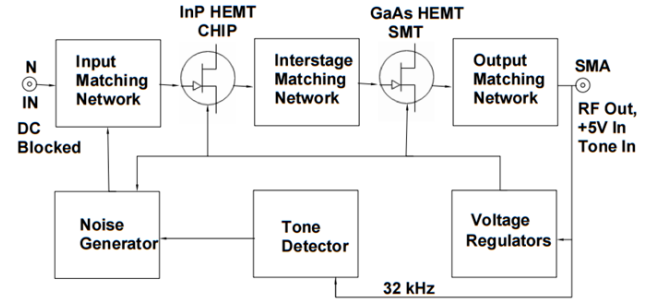 InP HEMT
CHIP
GaAs HEMT
SMT
N
IN
DC
Blocked
Input
Matching
Network
Interstage
Matching
Network
Output
Matching
Network
SMA
RF Out,
+5V In
Tone In
Noise
Generator
Tone
Detector
Voltage
Regulators
32 kHz